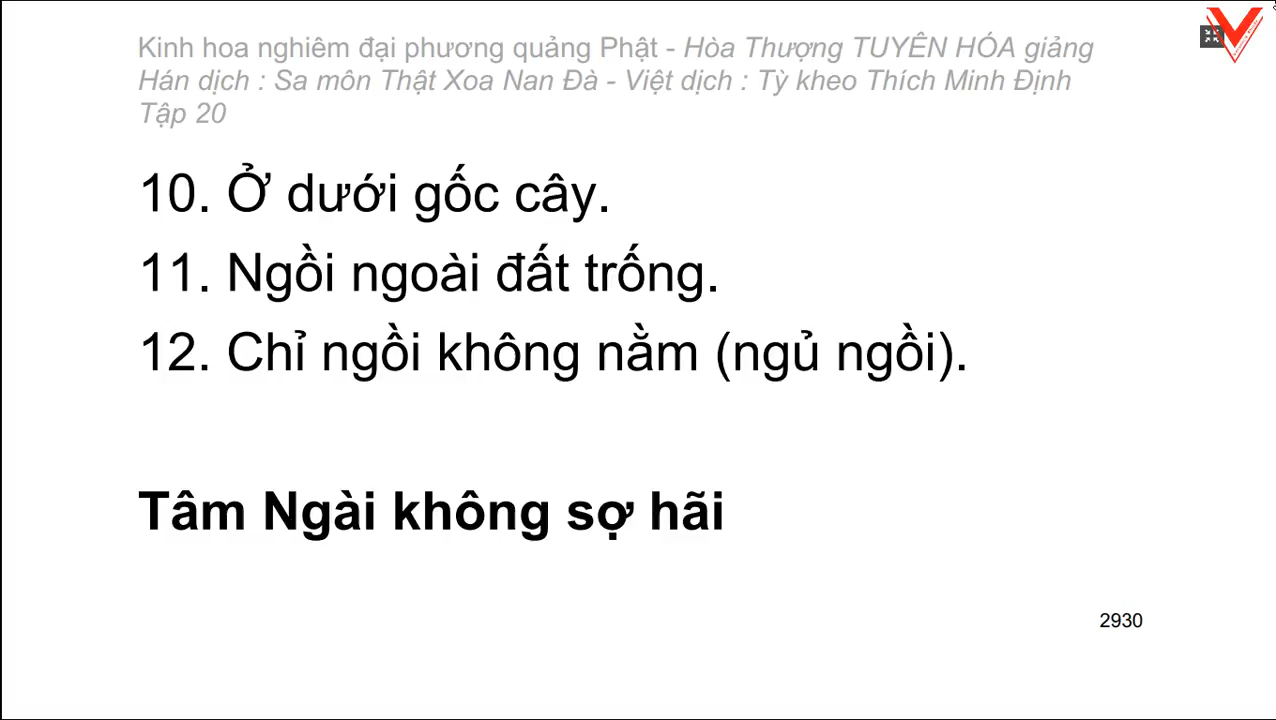 Kinh hoa nghiêm đại phương quảng Phật - Hòa Thượng TUYÊN HÓA giảng
Hán dịch : Sa môn Thật Xoa Nan Đà - Việt dịch : Tỳ kheo Thích Minh Định
Tập 20
10. Ở dưới gốc cây.
11. Ngồi ngoài đất trống.
12. Chỉ ngồi không nằm (ngủ ngồi).
Tâm Ngài không sợ hãi
2930